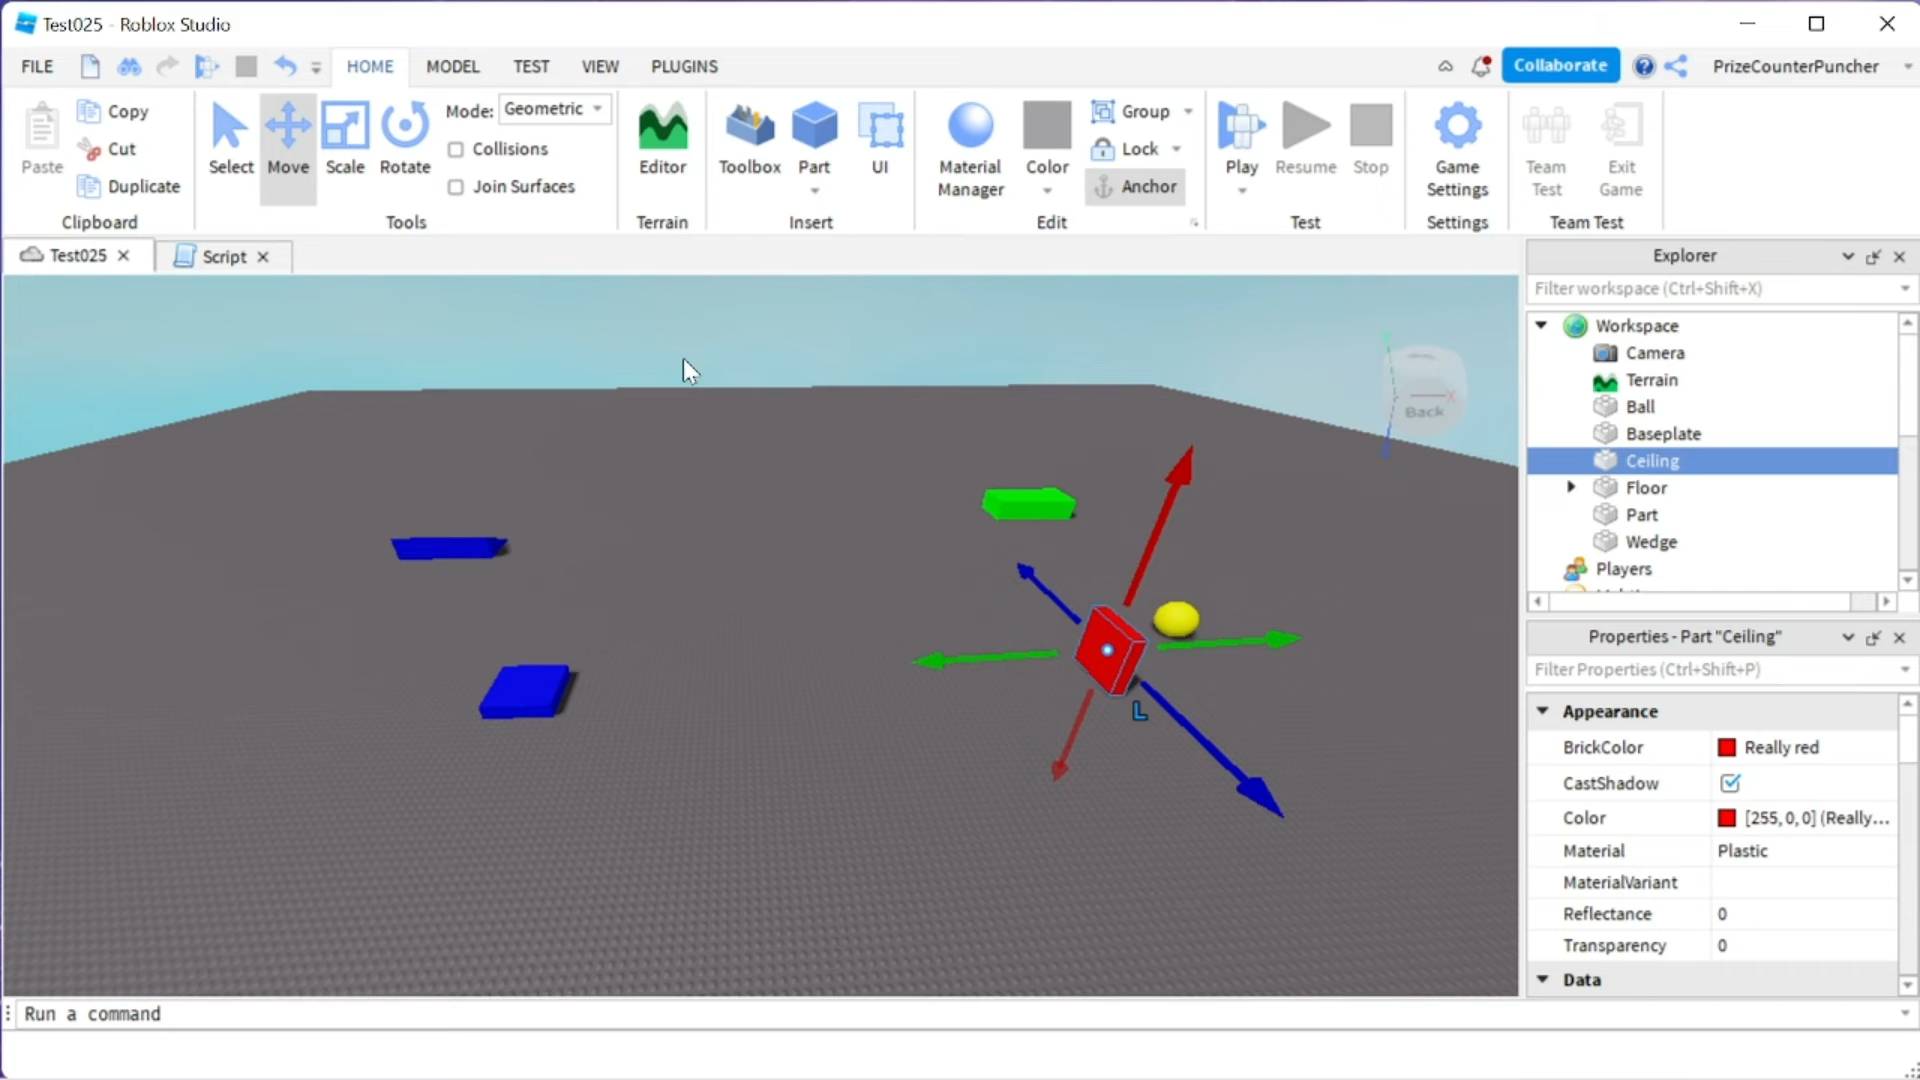 Test025 - Roblox Studio
FILE HOME MODEL TEST VIEW PLUGINS Collaborate ? PrizeCounterPuncher
Paste Copy Cut Duplicate
Clipboard
Select Move Scale Rotate
Mode: Geometric
Collisions
Join Surfaces
Tools
Editor
Terrain
Toolbox Part UI
Insert
Material Manager Color
Group
Lock
Anchor
Edit
Play Resume Stop
Test
Game Settings
Settings
Team Test Exit Game
Team Test
Test025 Script
Back
L
Explorer
Filter workspace (Ctrl+Shift+X)
Workspace
Camera
Terrain
Ball
Baseplate
Ceiling
Floor
Part
Wedge
Players
Properties - Part "Ceiling"
Filter Properties (Ctrl+Shift+P)
Appearance
BrickColor Really red
CastShadow
Color [255, 0, 0] (Really...
Material Plastic
MaterialVariant
Reflectance 0
Transparency 0
Data
Run a command